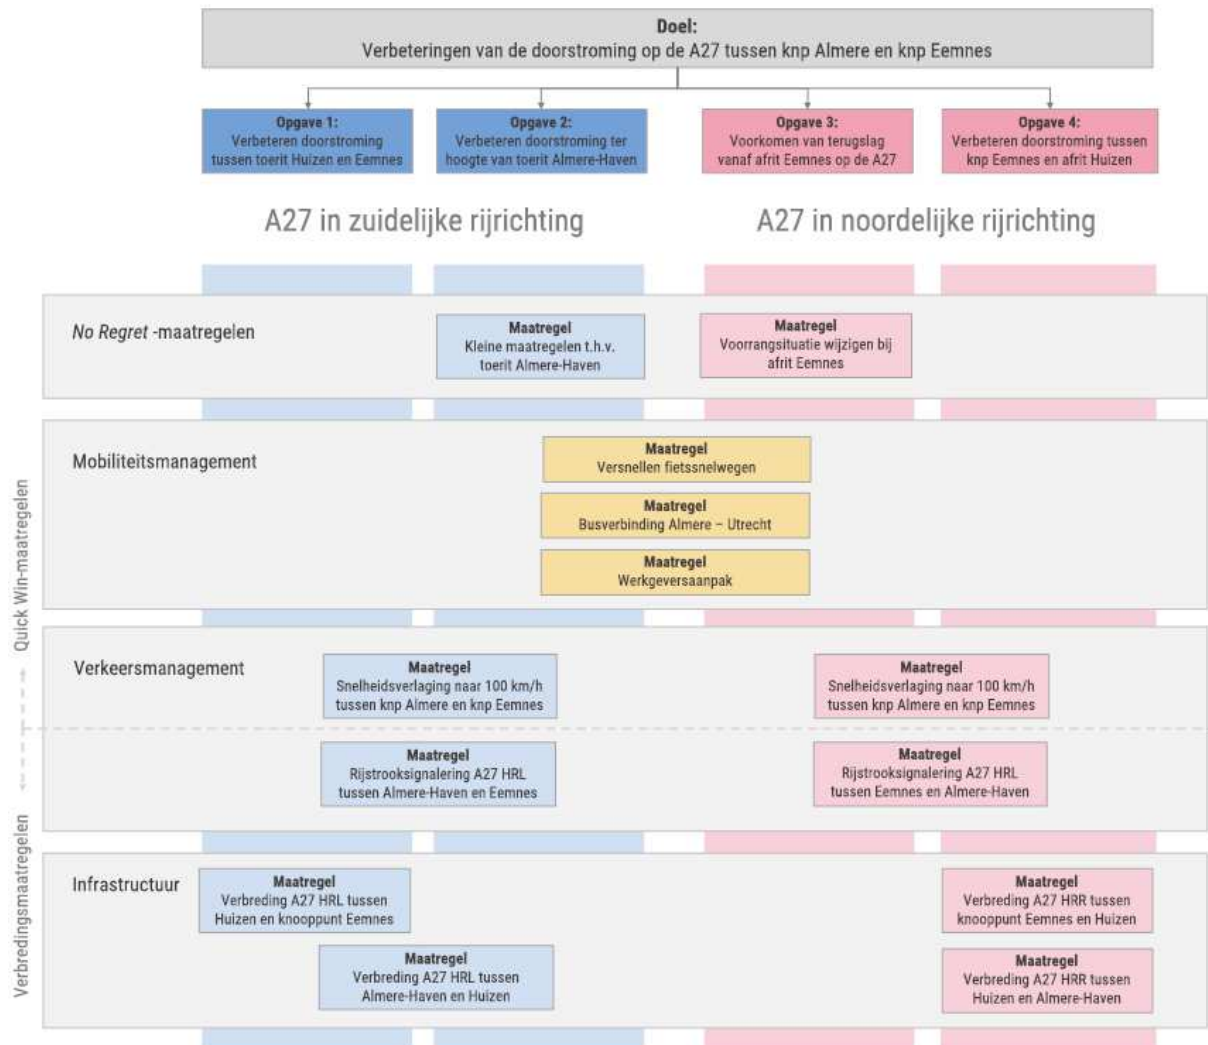 Doel:
Verbeteringen van de doorstroming op de A27 tussen knp Almere en knp Eemnes
Opgave 1:
Verbeteren doorstroming
tussen toerit Huizen en Eemnes
Opgave 2:
Verbeteren doorstroming ter
hoogte van toerit Almere-Haven
Opgave 3:
Voorkomen van terugslag
vanaf afrit Eemnes op de A27
Opgave 4:
Verbeteren doorstroming tussen
knp Eemnes en afrit Huizen
A27 in zuidelijke rijrichting
A27 in noordelijke rijrichting
No Regret -maatregelen
Maatregel
Kleine maatregelen t.h.v.
toerit Almere-Haven
Maatregel
Voorrangsituatie wijzigen bij
afrit Eemnes
Quick Win-maatregelen
Mobiliteitsmanagement
Maatregel
Versnellen fietssnelwegen
Maatregel
Busverbinding Almere – Utrecht
Maatregel
Werkgeversaanpak
Verkeersmanagement
Maatregel
Snelheidsverlaging naar 100 km/h
tussen knp Almere en knp Eemnes
Maatregel
Snelheidsverlaging naar 100 km/h
tussen knp Almere en knp Eemnes
Maatregel
Rijstrooksignalering A27 HRL
tussen Almere-Haven en Eemnes
Maatregel
Rijstrooksignalering A27 HRL
tussen Eemnes en Almere-Haven
Verbredingsmaatregelen
Infrastructuur
Maatregel
Verbreding A27 HRL tussen
Huizen en knooppunt Eemnes
Maatregel
Verbreding A27 HRR tussen
knooppunt Eemnes en Huizen
Maatregel
Verbreding A27 HRL tussen
Almere-Haven en Huizen
Maatregel
Verbreding A27 HRR tussen
Huizen en Almere-Haven